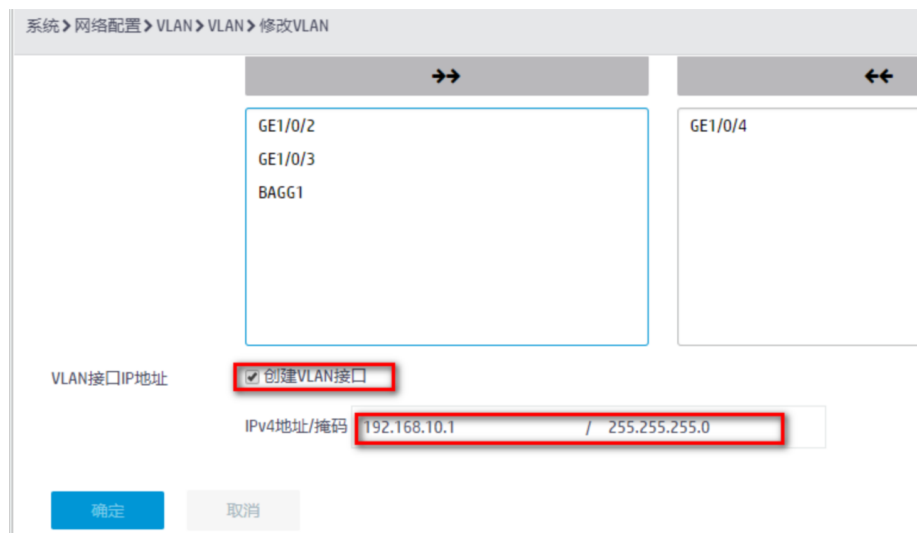 系统>网络配置>VLAN>VLAN>修改VLAN
→→ ←←
GE1/0/2 GE1/0/4
GE1/0/3
BAGG1
VLAN接口IP地址 创建VLAN接口
IPv4地址/掩码 192.168.10.1 / 255.255.255.0
确定 取消